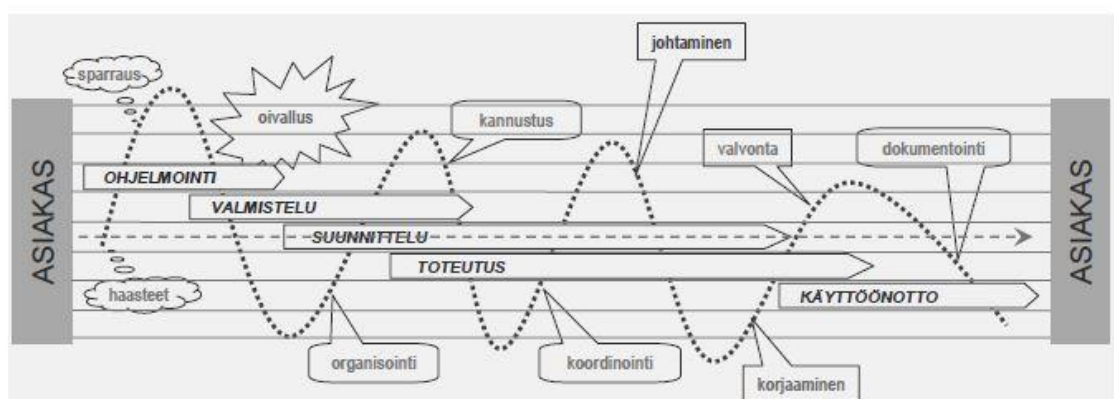 johtaminen
sparraus
oivallus
kannustus
valvonta
dokumentointi
ASIAKAS
OHJELMOINTI
VALMISTELU
SUUNNITTELU
TOTEUTUS
KÄYTTÖÖNOTTO
ASIAKAS
haasteet
organisointi
koordinointi
korjaaminen